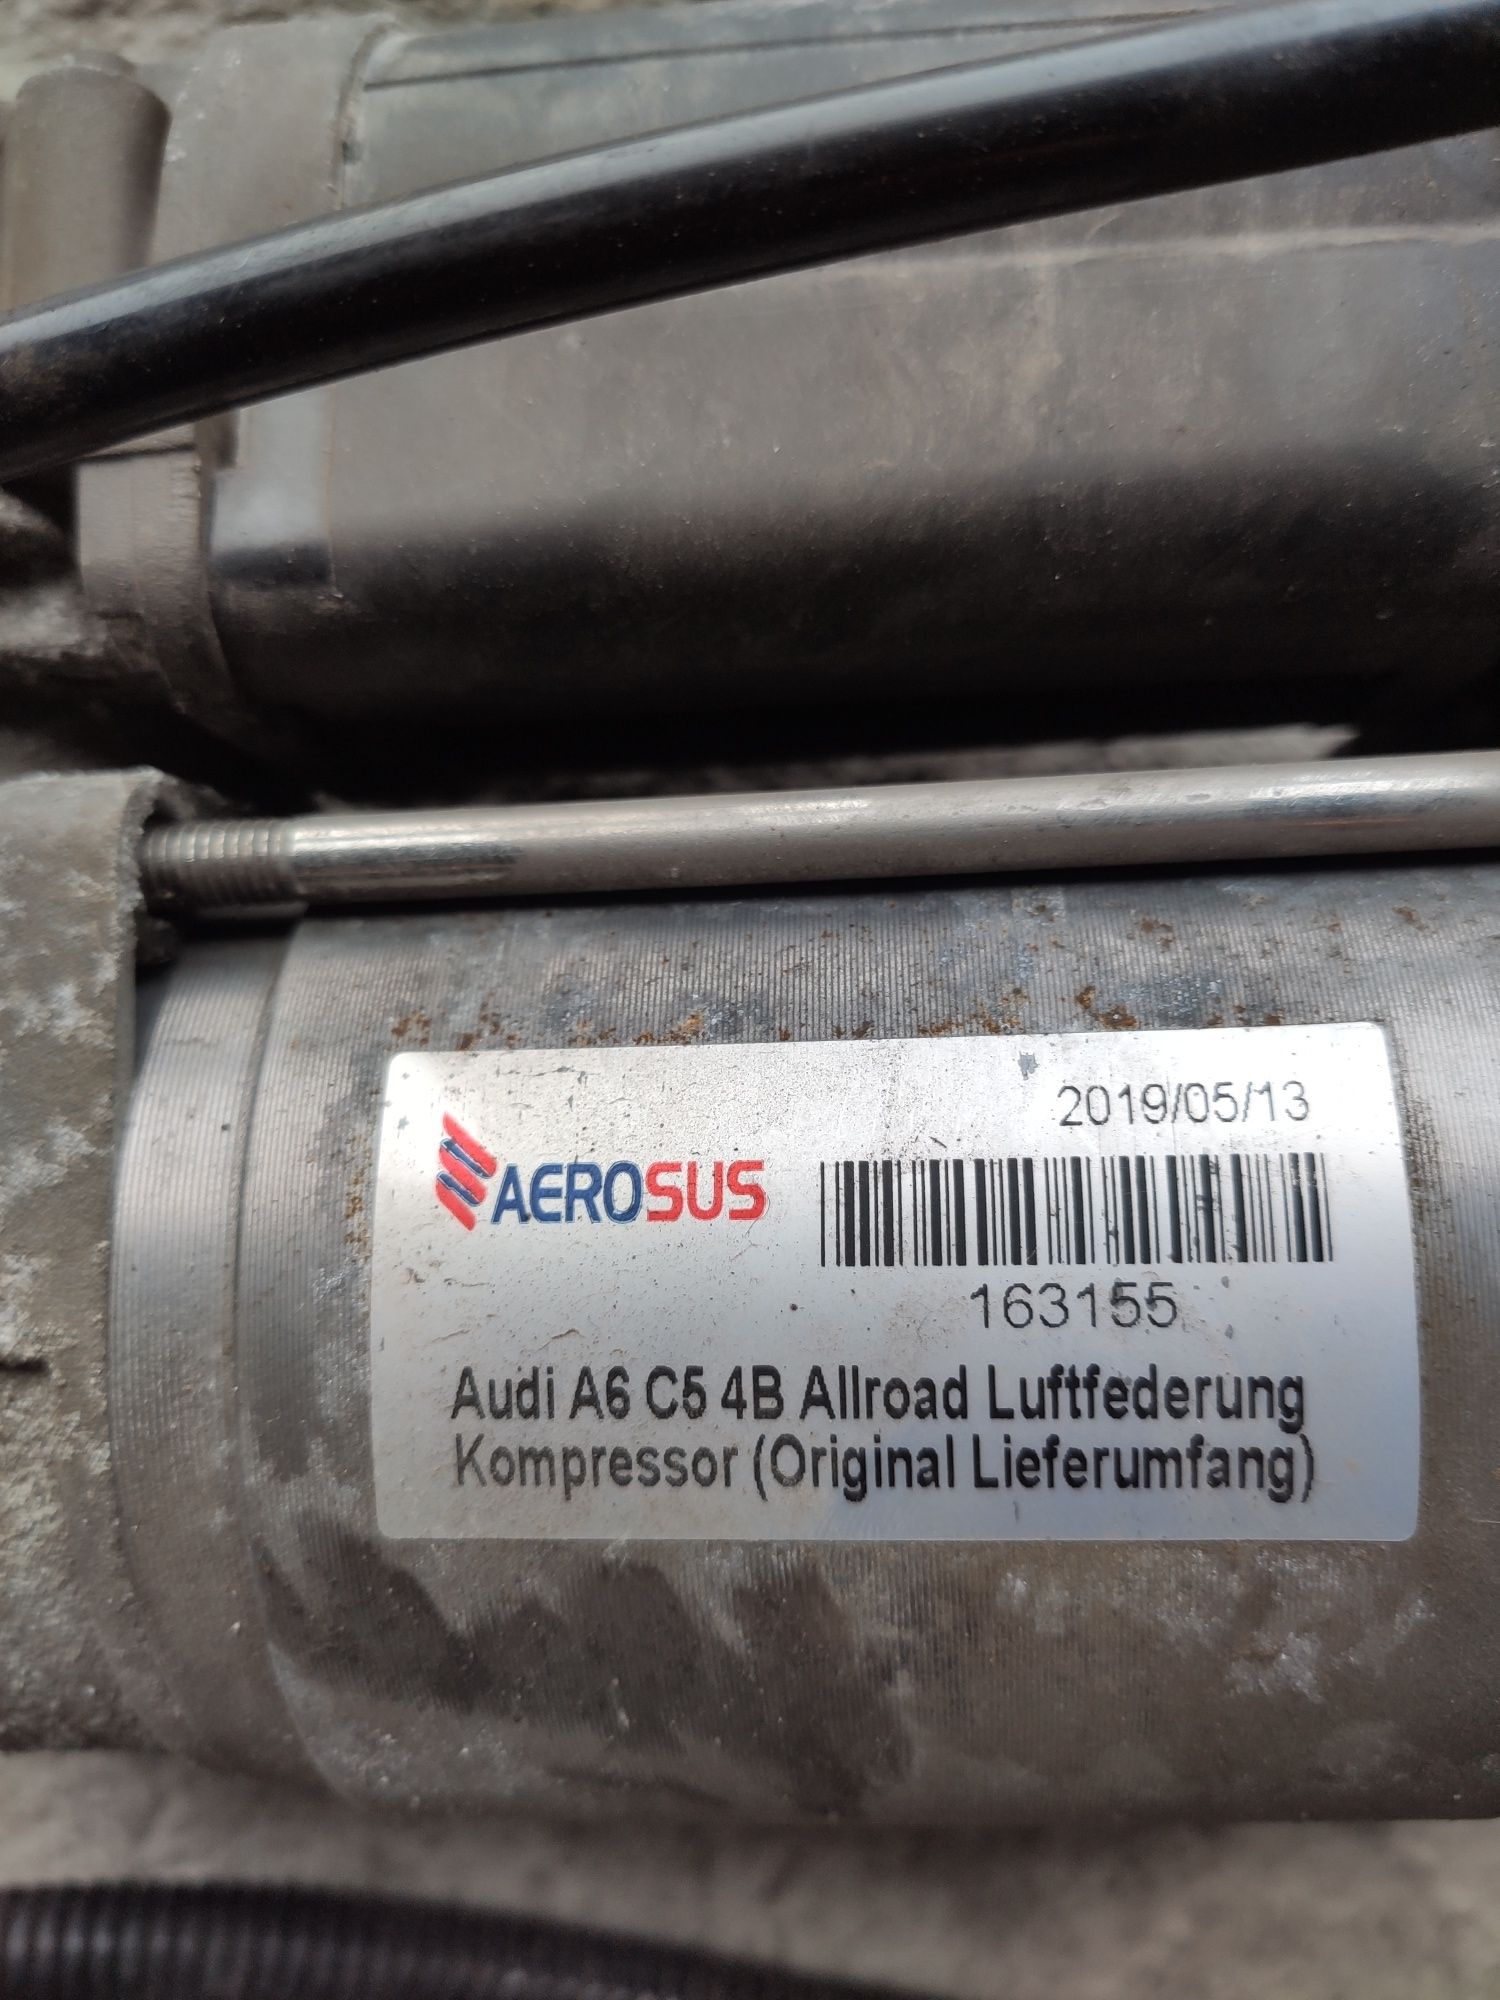 2019/05/13
AEROSUS
163155
Audi A6 C5 4B Allroad Luftfederung
Kompressor (Original Lieferumfang)